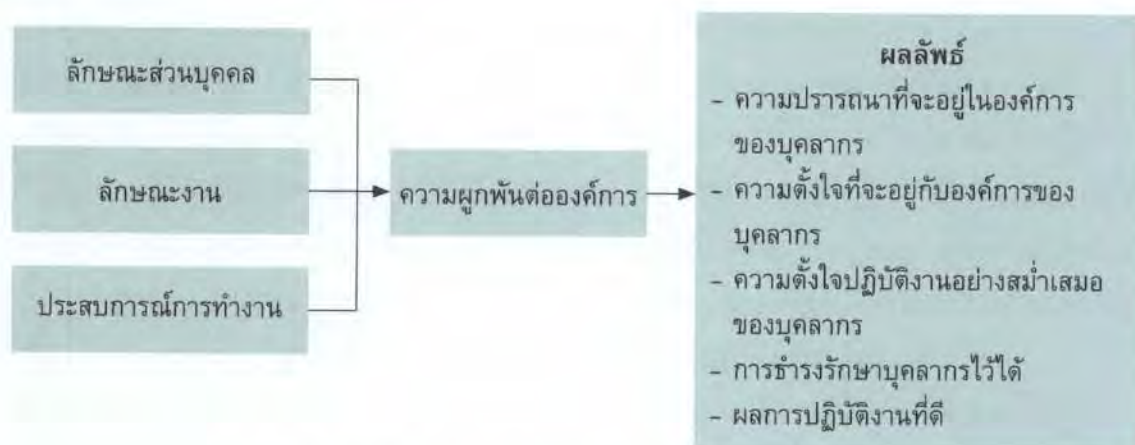 ลักษณะส่วนบุคคล
ลักษณะงาน
ประสบการณ์การทำงาน
ความผูกพันต่อองค์การ
ผลลัพธ์
- ความปรารถนาที่จะอยู่ในองค์การ
ของบุคลากร
- ความตั้งใจที่จะอยู่กับองค์การของ
บุคลากร
- ความตั้งใจปฏิบัติงานอย่างสม่ำเสมอ
ของบุคลากร
- การธำรงรักษาบุคลากรไว้ได้
- ผลการปฏิบัติงานที่ดี